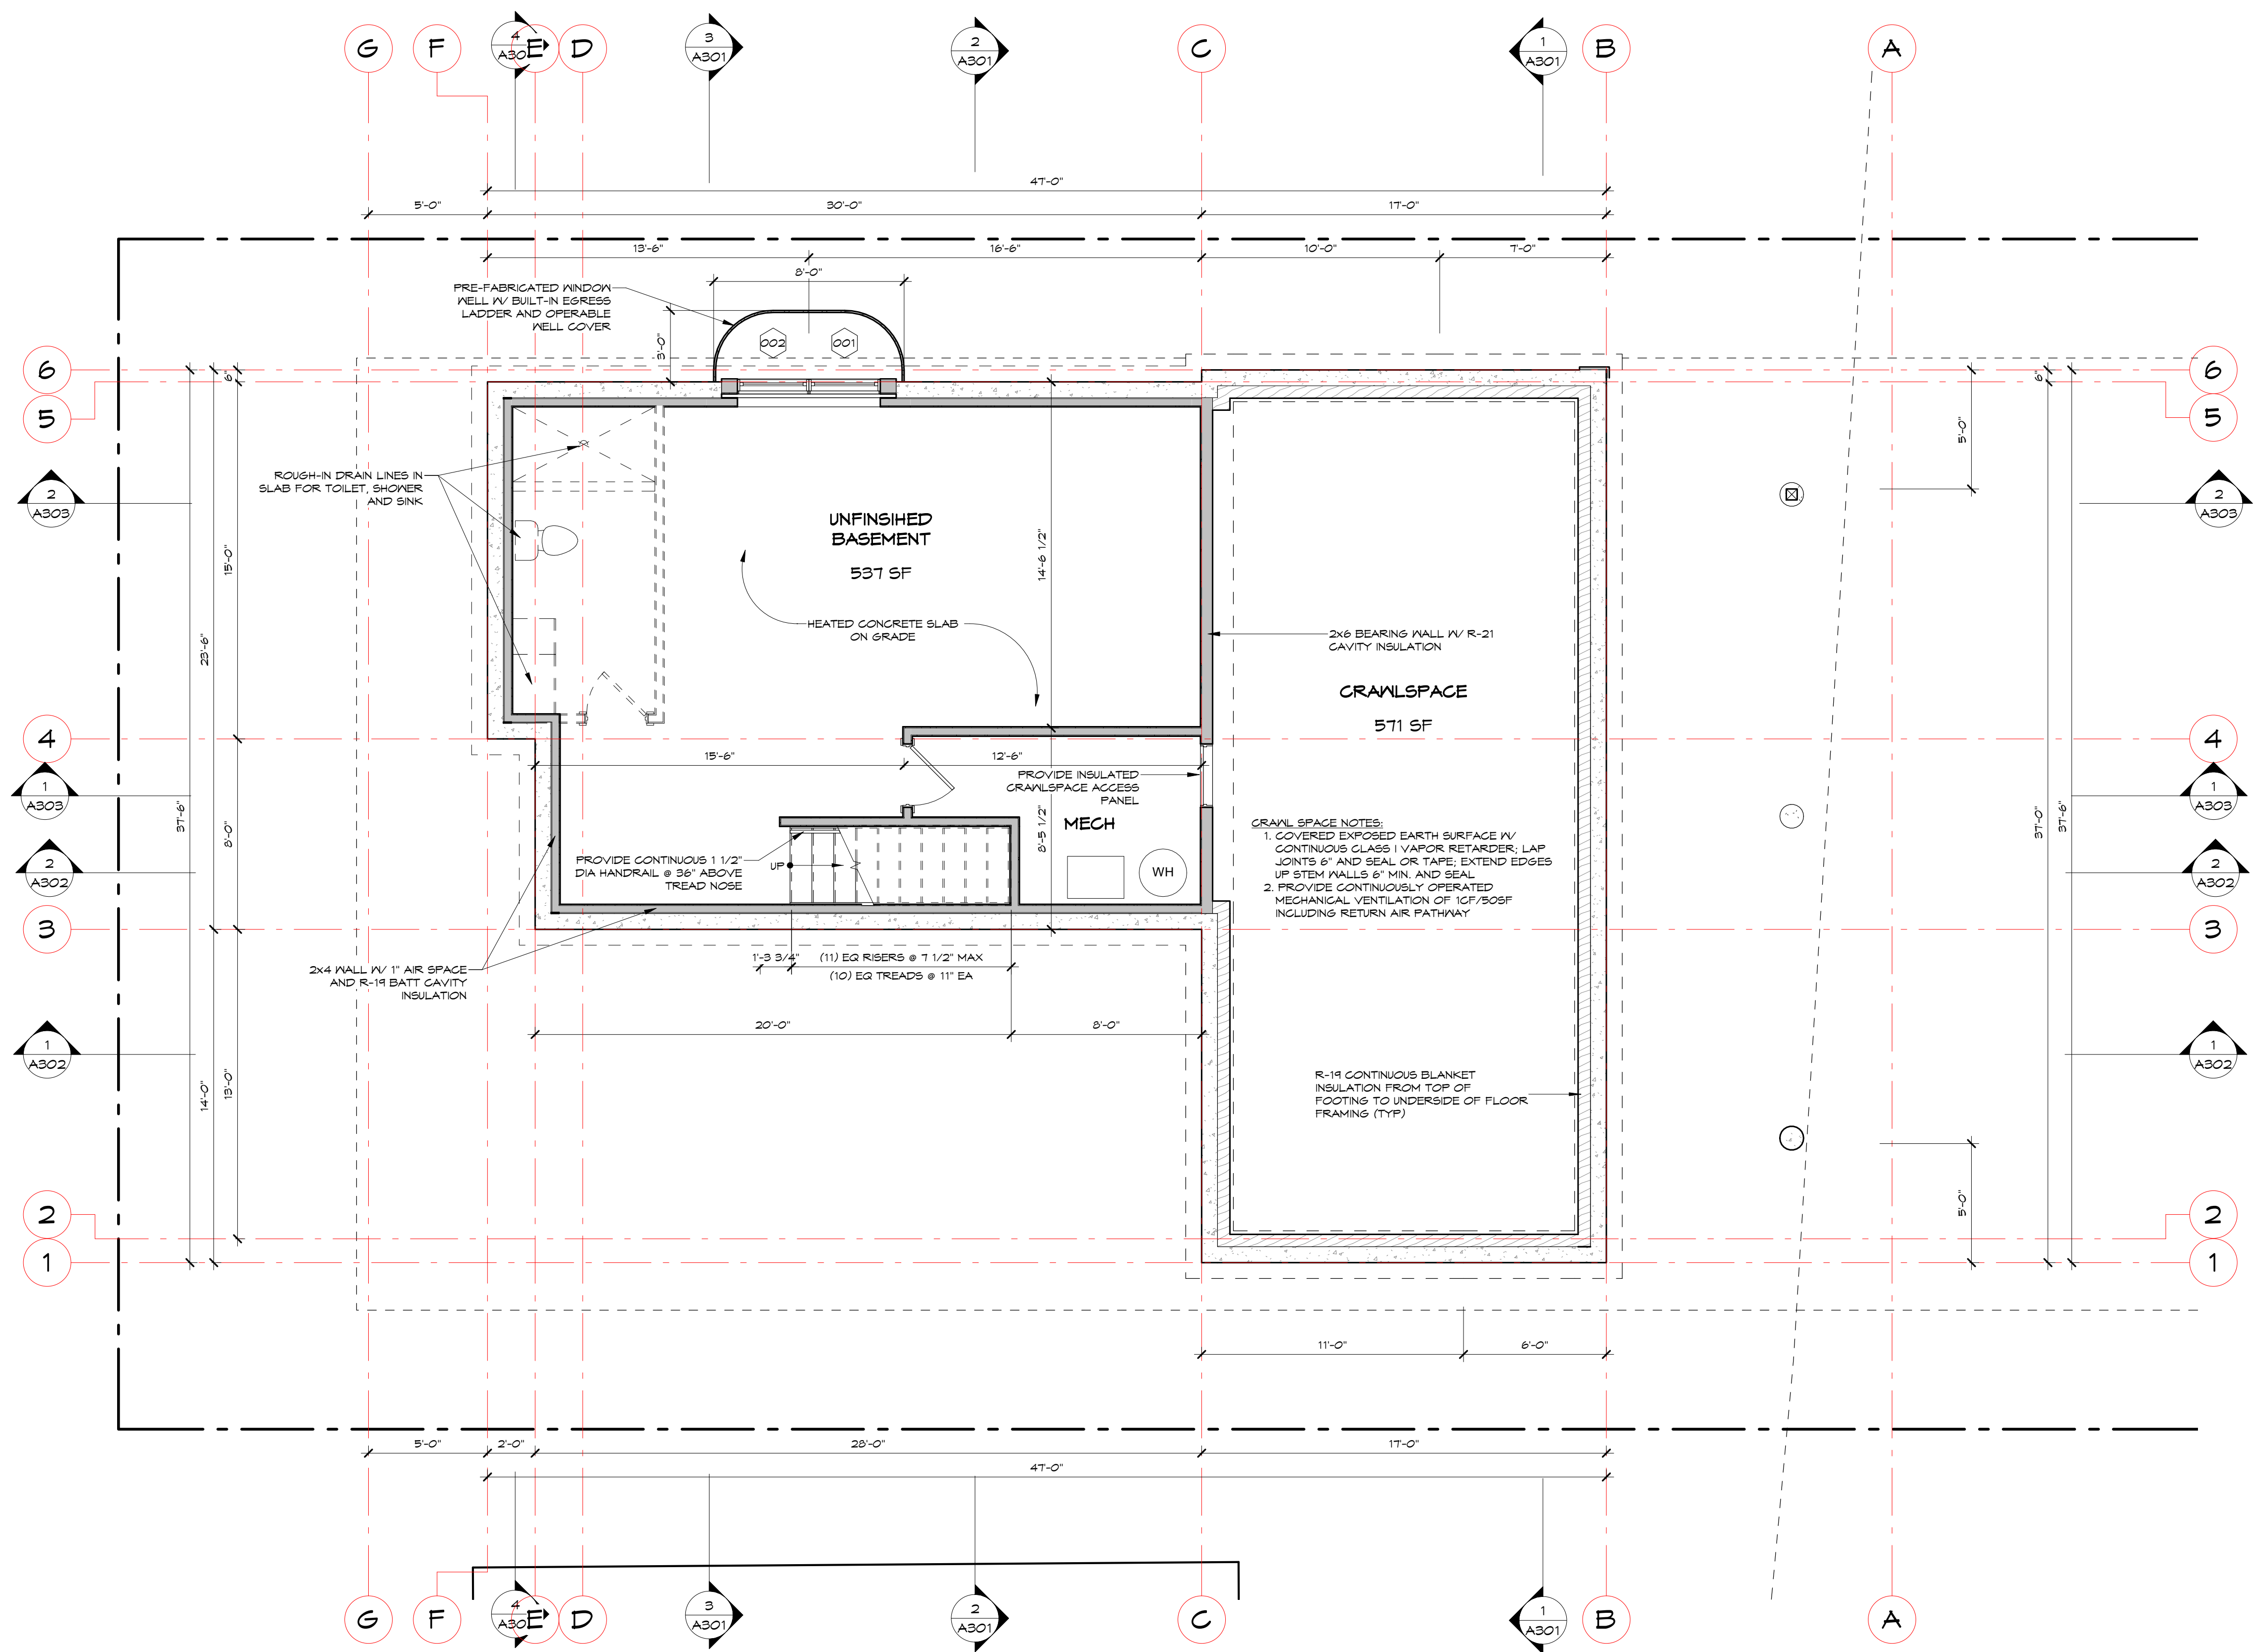 G
F
4
A30
E
D
3
A301
2
A301
C
1
A301
B
A
47'-0"
5'-0"
30'-0"
17'-0"
13'-6"
16'-6"
10'-0"
7'-0"
8'-0"
PRE-FABRICATED WINDOW
WELL W/ BUILT-IN EGRESS
LADDER AND OPERABLE
WELL COVER
3'-0"
002
001
6
6"
6
6"
5
5
5'-0"
ROUGH-IN DRAIN LINES IN
SLAB FOR TOILET, SHOWER
AND SINK
2
A303
2
A303
UNFINSIHED
BASEMENT
537 SF
14'-6 1/2"
15'-0"
HEATED CONCRETE SLAB
ON GRADE
23'-6"
2x6 BEARING WALL W/ R-21
CAVITY INSULATION
CRAWLSPACE
571 SF
4
4
15'-6"
12'-6"
1
A303
PROVIDE INSULATED
CRAWLSPACE ACCESS
PANEL
1
A303
37'-6"
8'-0"
MECH
8'-5 1/2"
37'-0"
37'-6"
CRAWL SPACE NOTES:
1. COVERED EXPOSED EARTH SURFACE W/
CONTINUOUS CLASS I VAPOR RETARDER; LAP
JOINTS 6" AND SEAL OR TAPE; EXTEND EDGES
UP STEM WALLS 6" MIN. AND SEAL
2. PROVIDE CONTINUOUSLY OPERATED
MECHANICAL VENTILATION OF 1CF/50SF
INCLUDING RETURN AIR PATHWAY
2
A302
PROVIDE CONTINUOUS 1 1/2"
DIA HANDRAIL @ 36" ABOVE
TREAD NOSE
UP
WH
2
A302
3
3
1'-3 3/4"
(11) EQ RISERS @ 7 1/2" MAX
(10) EQ TREADS @ 11" EA
2x4 WALL W/ 1" AIR SPACE
AND R-19 BATT CAVITY
INSULATION
20'-0"
8'-0"
1
A302
1
A302
14'-0"
13'-0"
R-19 CONTINUOUS BLANKET
INSULATION FROM TOP OF
FOOTING TO UNDERSIDE OF FLOOR
FRAMING (TYP)
5'-0"
2
2
1
1
11'-0"
6'-0"
5'-0"
2'-0"
28'-0"
17'-0"
47'-0"
G
F
4
A30
E
D
3
A301
2
A301
C
1
A301
B
A